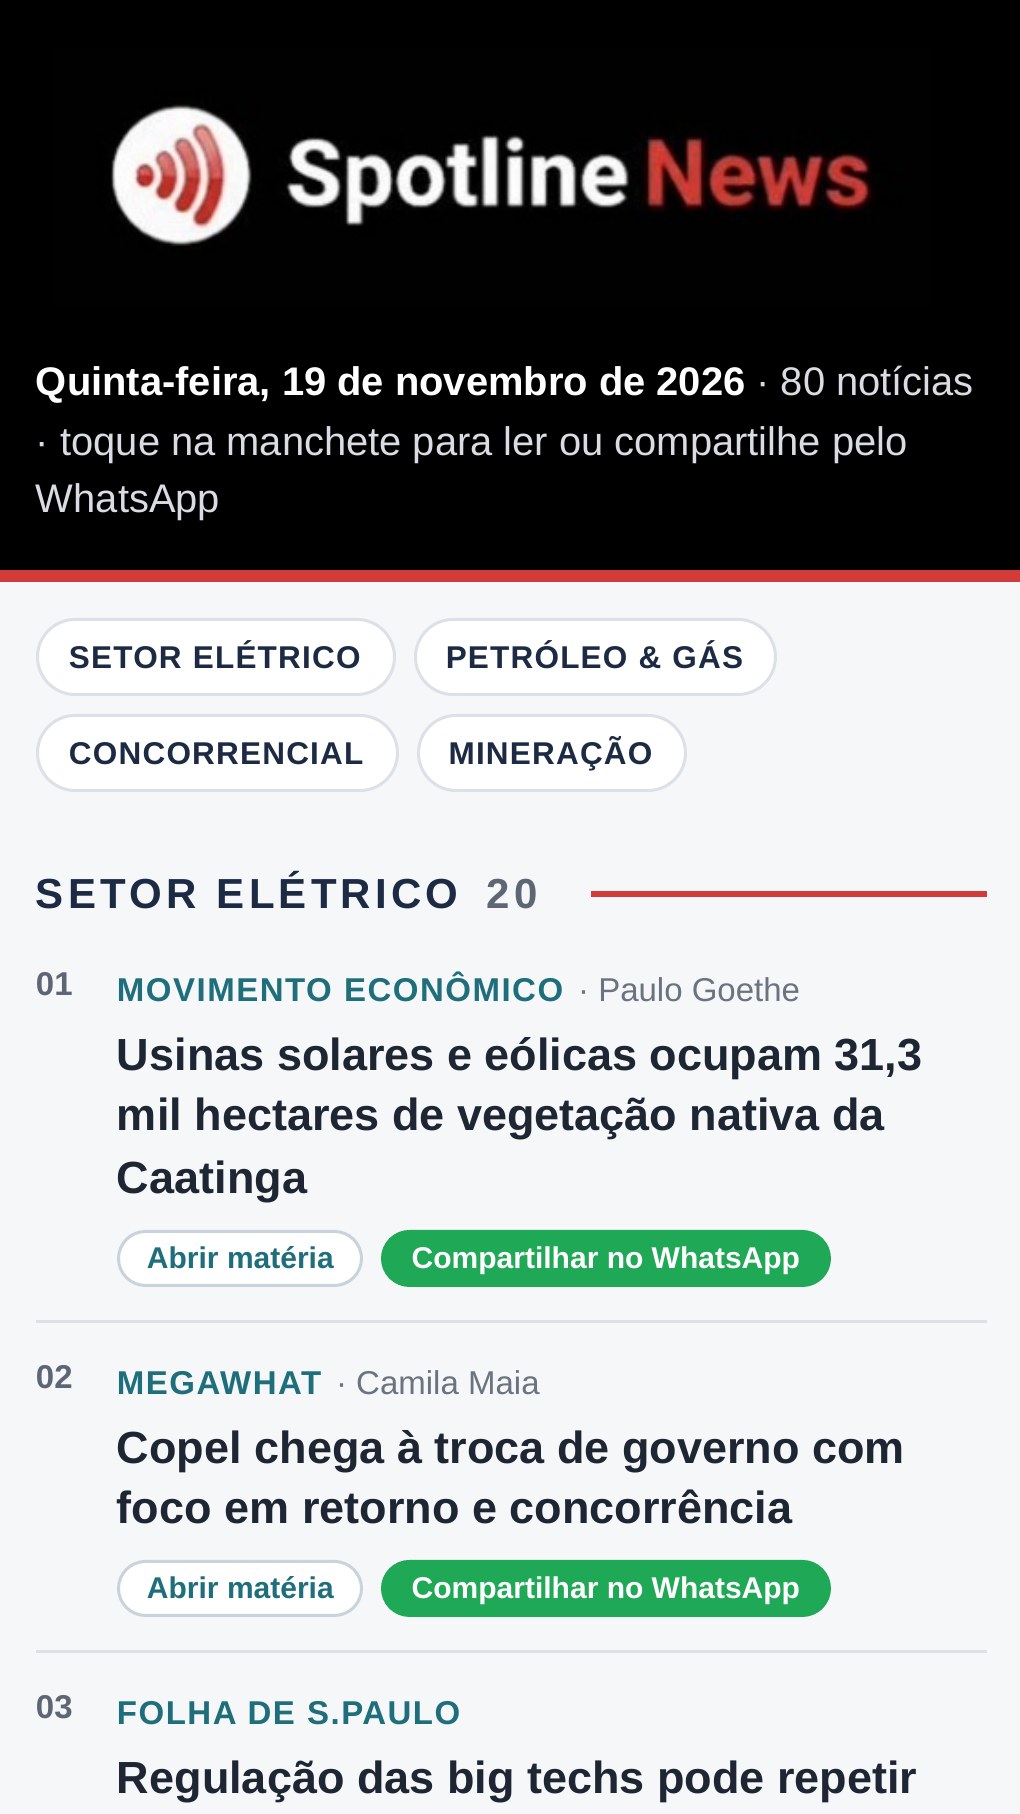 Spotline News
Quinta-feira, 19 de novembro de 2026 · 80 notícias
· toque na manchete para ler ou compartilhe pelo
WhatsApp
SETOR ELÉTRICO
PETRÓLEO & GÁS
CONCORRENCIAL
MINERAÇÃO
SETOR ELÉTRICO 20
01 MOVIMENTO ECONÔMICO · Paulo Goethe
Usinas solares e eólicas ocupam 31,3
mil hectares de vegetação nativa da
Caatinga
Abrir matéria
Compartilhar no WhatsApp
02 MEGAWHAT · Camila Maia
Copel chega à troca de governo com
foco em retorno e concorrência
Abrir matéria
Compartilhar no WhatsApp
03 FOLHA DE S.PAULO
Regulação das big techs pode repetir